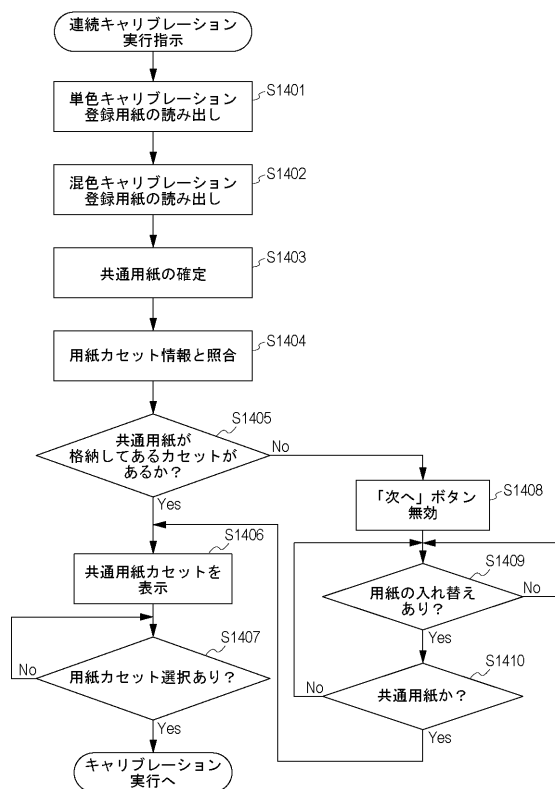 連続キャリブレーション
実行指示
S1401
単色キャリブレーション
登録用紙の読み出し
S1402
混色キャリブレーション
登録用紙の読み出し
S1403
共通用紙の確定
S1404
用紙カセット情報と照合
S1405
共通用紙が
格納してあるカセットが
あるか?
No
Yes
S1408
「次へ」ボタン
無効
S1406
共通用紙カセットを
表示
S1409
用紙の入れ替え
あり?
No
Yes
S1407
用紙カセット選択あり?
No
Yes
S1410
共通用紙か?
No
Yes
キャリブレーション
実行へ